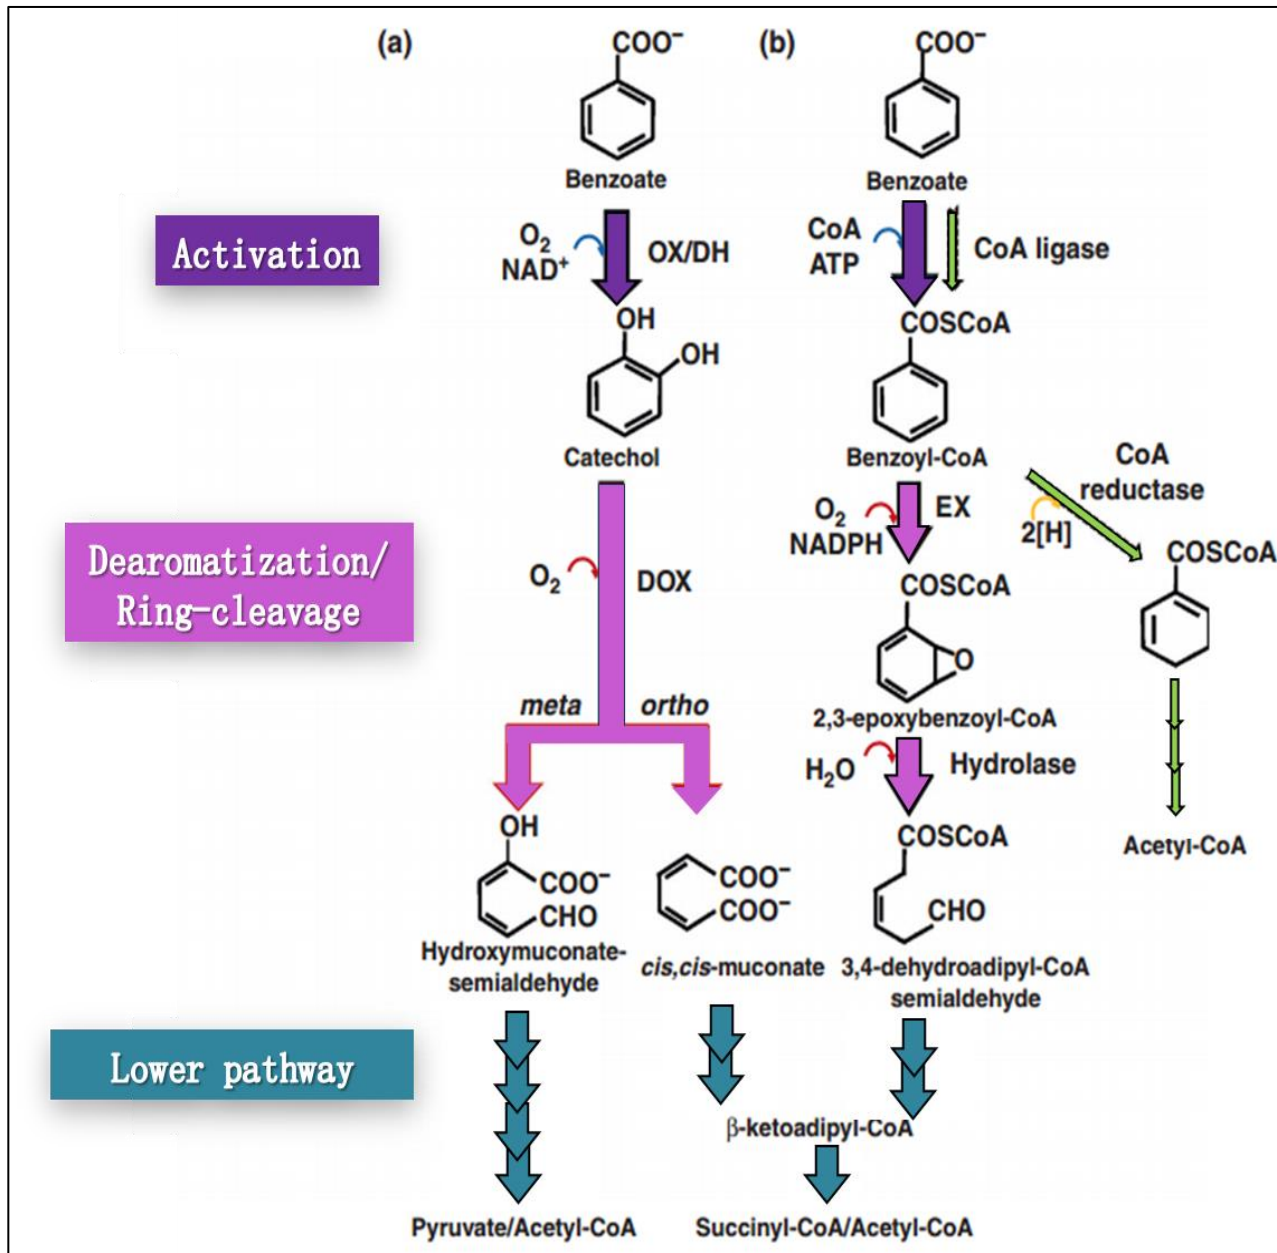 (a)
COO⁻
Benzoate
O₂
NAD⁺
OX/DH
OH
OH
Catechol
O₂
DOX
meta
ortho
OH
COO⁻
CHO
Hydroxymuconate-
semialdehyde
COO⁻
COO⁻
cis,cis-muconate
Pyruvate/Acetyl-CoA
(b)
COO⁻
Benzoate
CoA
ATP
CoA ligase
COSCoA
Benzoyl-CoA
O₂
NADPH
EX
CoA
reductase
2[H]
COSCoA
Acetyl-CoA
COSCoA
O
2,3-epoxybenzoyl-CoA
H₂O
Hydrolase
COSCoA
CHO
3,4-dehydroadipyl-CoA
semialdehyde
β-ketoadipyl-CoA
Succinyl-CoA/Acetyl-CoA
Activation
Dearomatization/
Ring-cleavage
Lower pathway